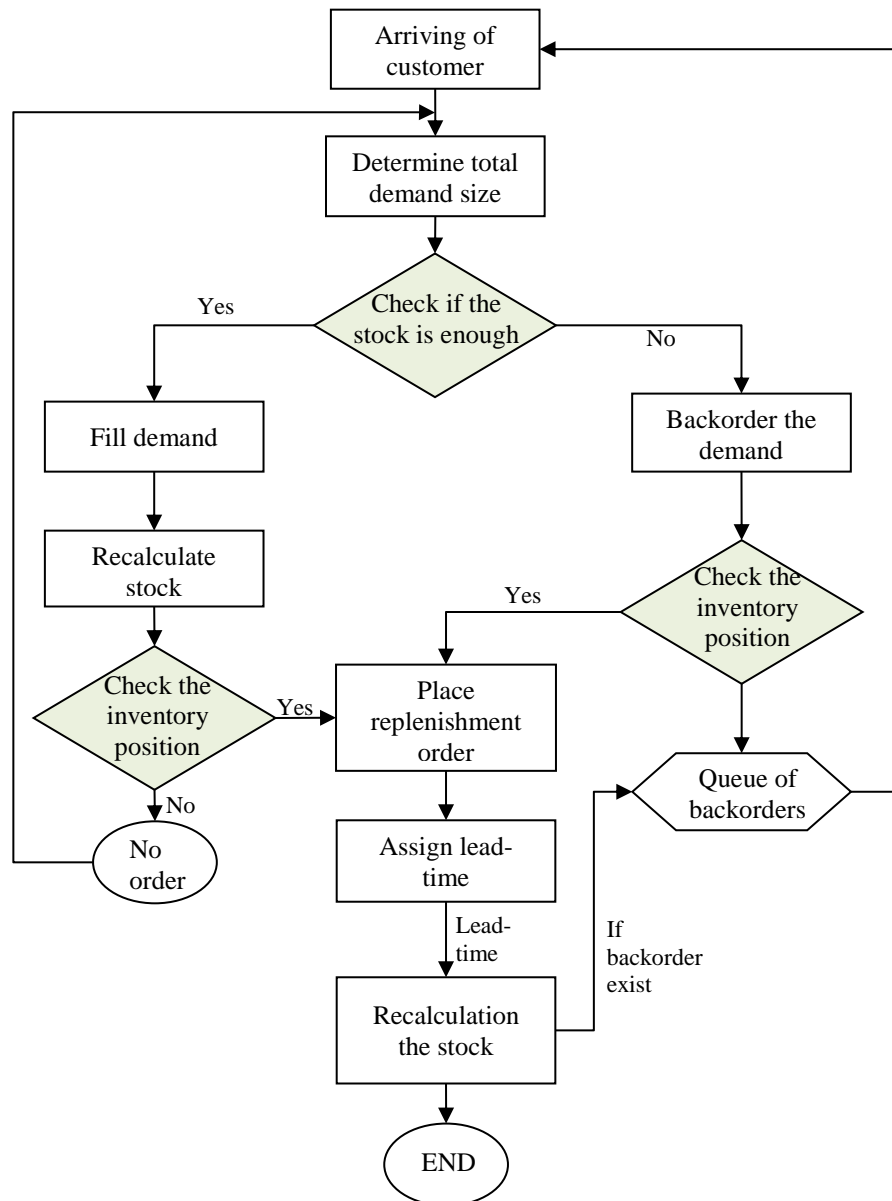 Arriving of
customer
Determine total
demand size
Check if the
stock is enough
Yes
No
Fill demand
Backorder the
demand
Recalculate
stock
Check the
inventory
position
Yes
Check the
inventory
position
Yes
Place
replenishment
order
No
No
order
Queue of
backorders
Assign lead-
time
Lead-
time
If
backorder
exist
Recalculation
the stock
END